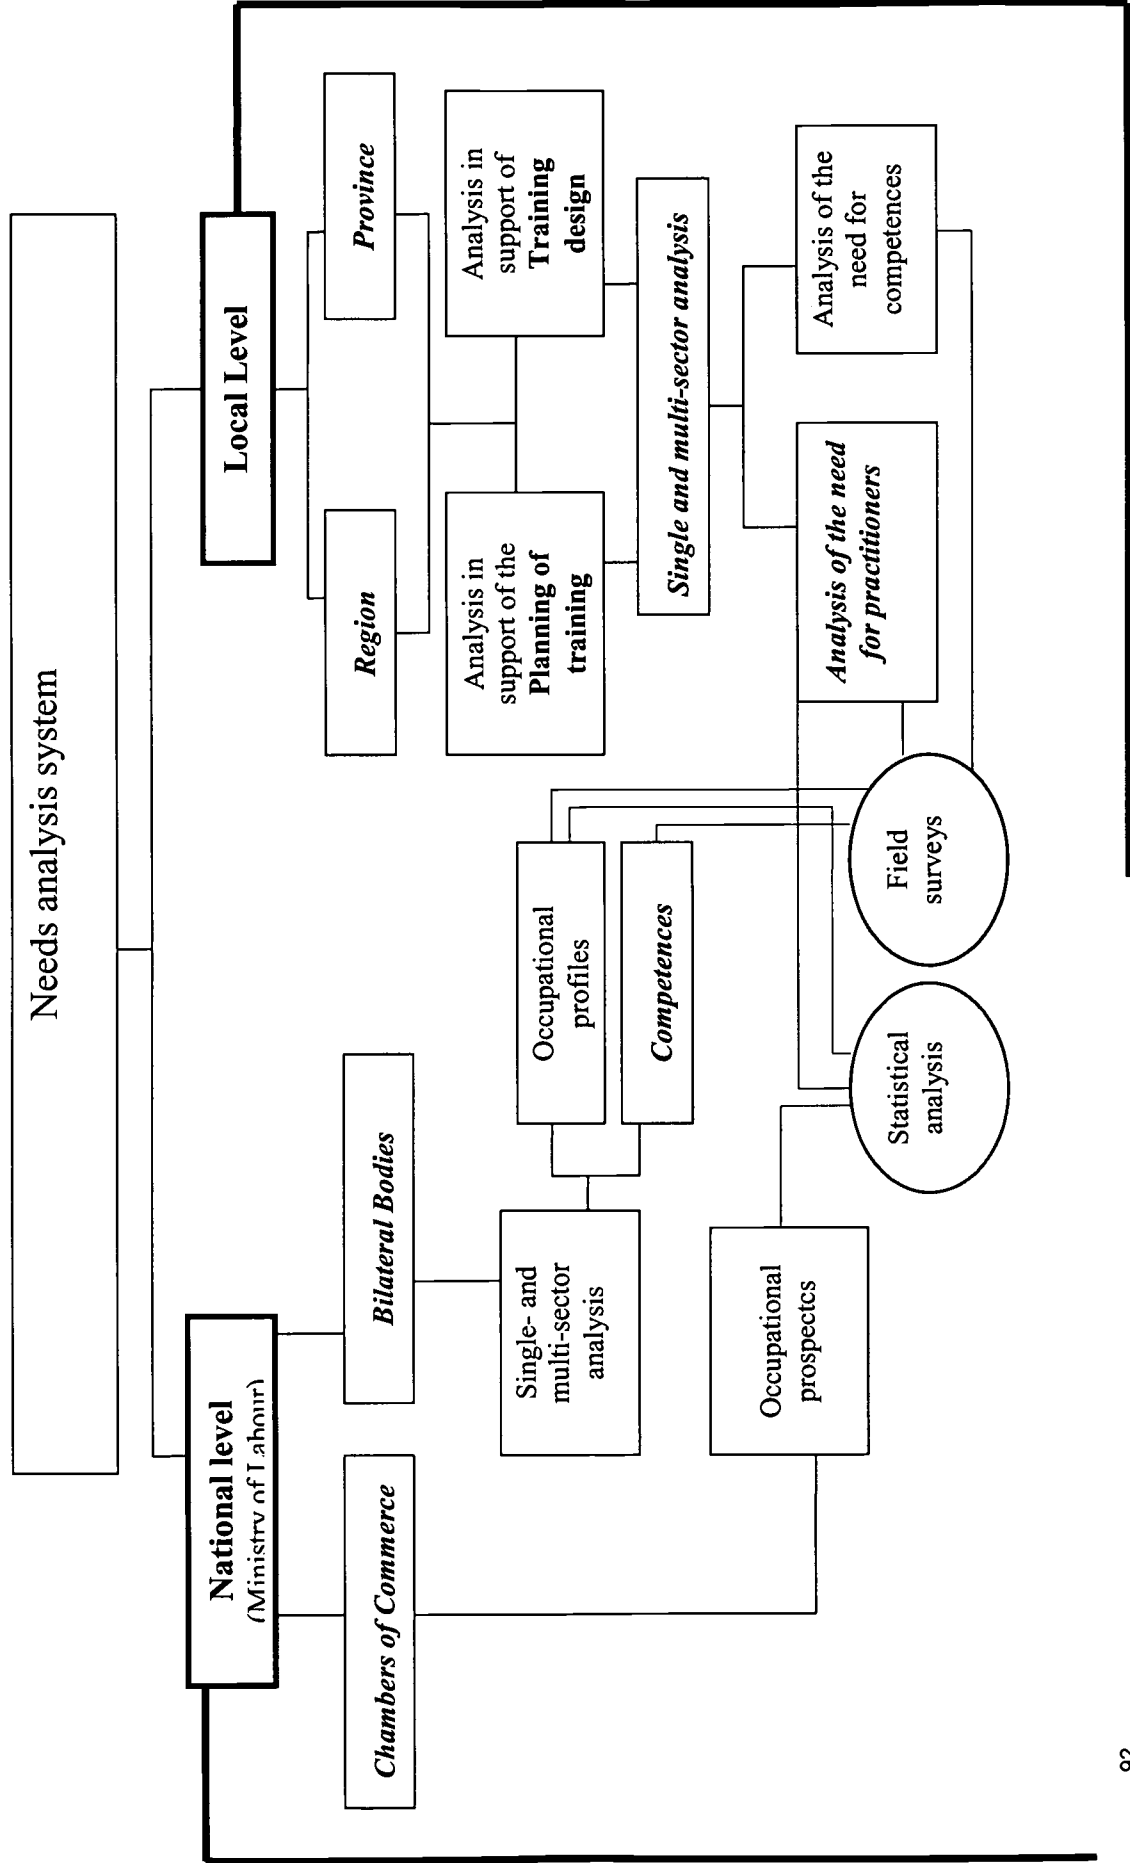 Needs analysis system
National level
(Ministry of Labour)
Local Level
Chambers of Commerce
Bilateral Bodies
Region
Province
Single- and
multi-sector
analysis
Occupational
profiles
Competences
Analysis in
support of the
Planning of
training
Analysis in
support of
Training
design
Single and multi-sector analysis
Occupational
prospectcs
Analysis of the need
for practitioners
Analysis of the
need for
competences
Statistical
analysis
Field
surveys
92